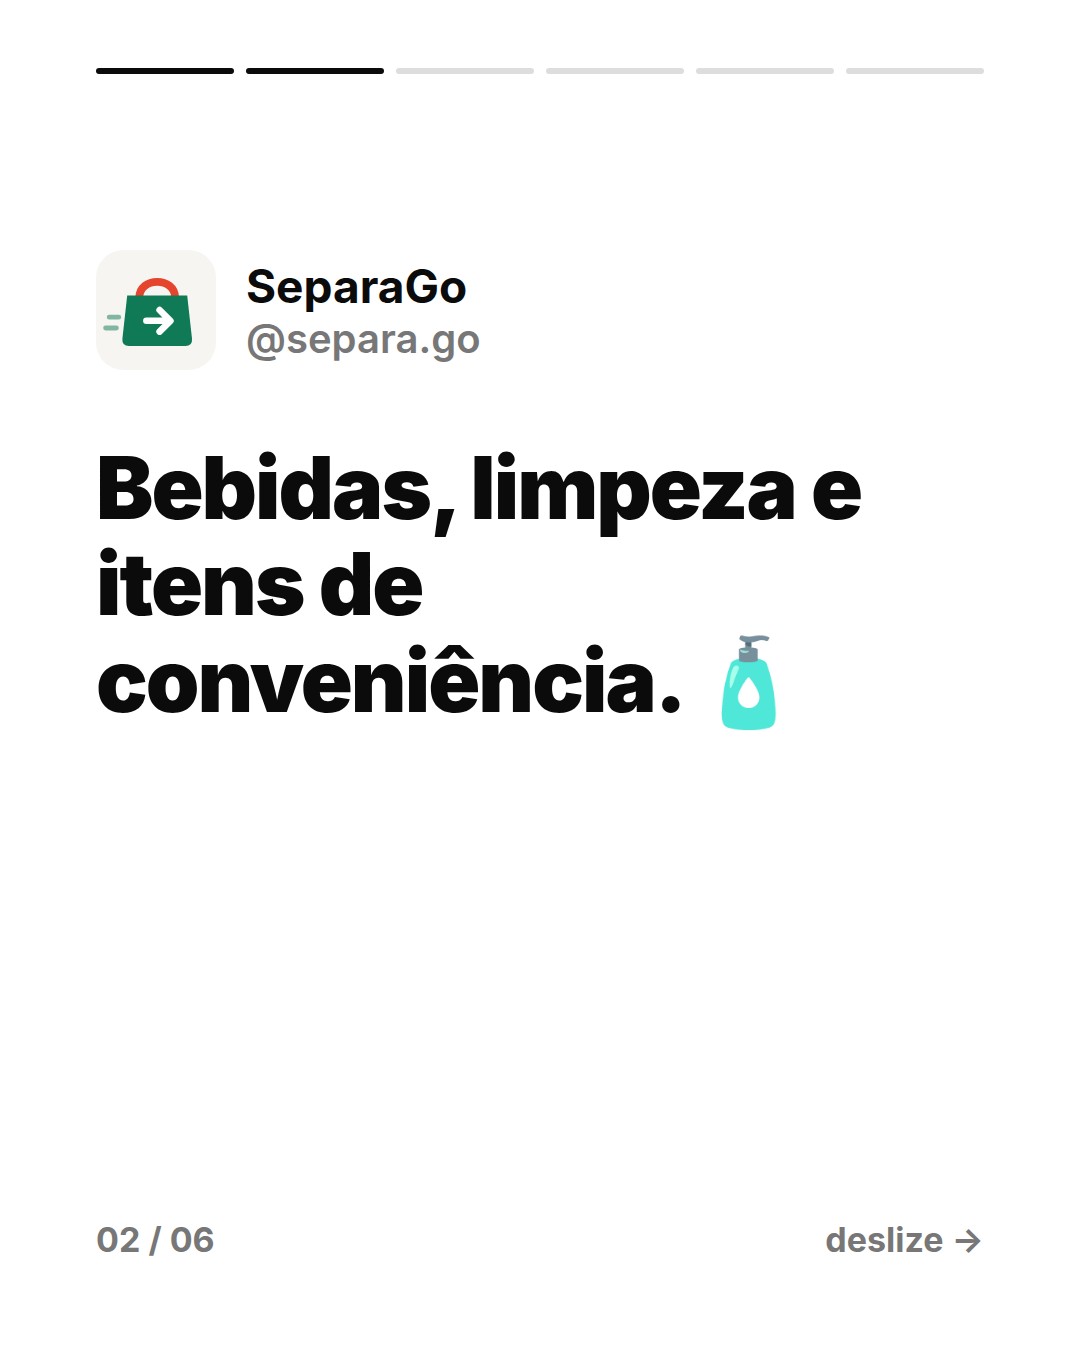 SeparaGo
@separa.go
Bebidas, limpeza e
itens de
conveniência. 🧴
02 / 06
deslize →